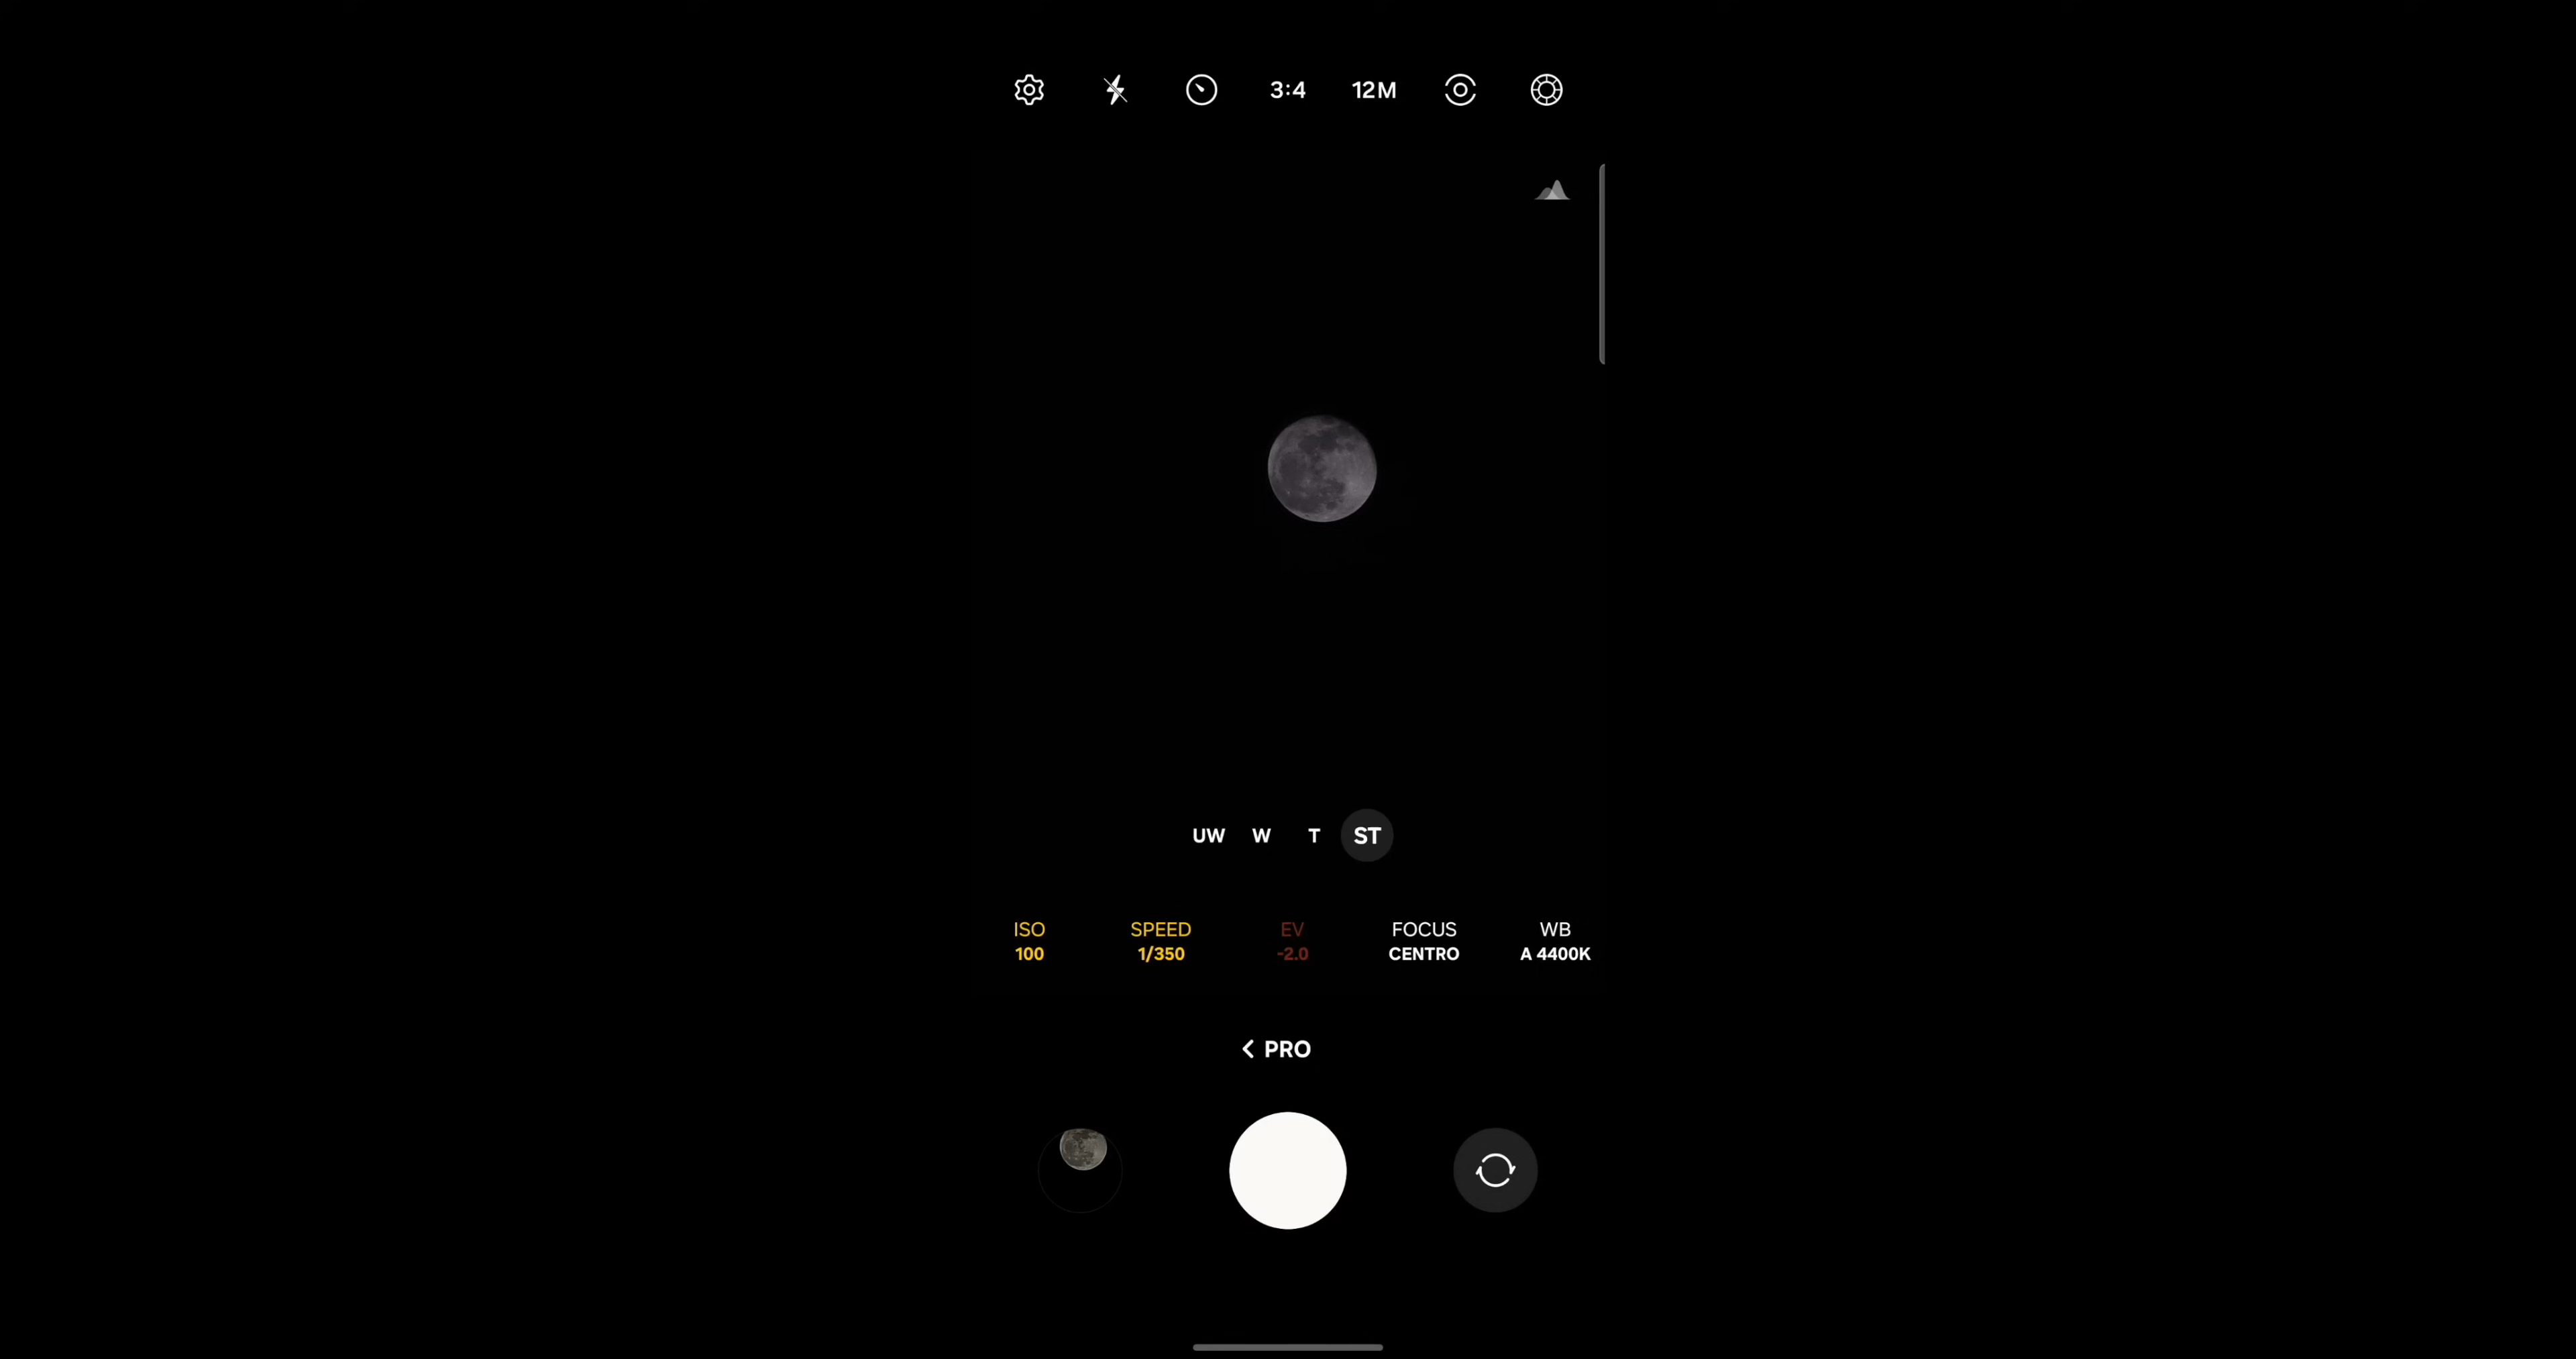 3:4 12M
UW W T ST
ISO SPEED EV FOCUS WB
100 1/350 -2.0 CENTRO A 4400K
PRO